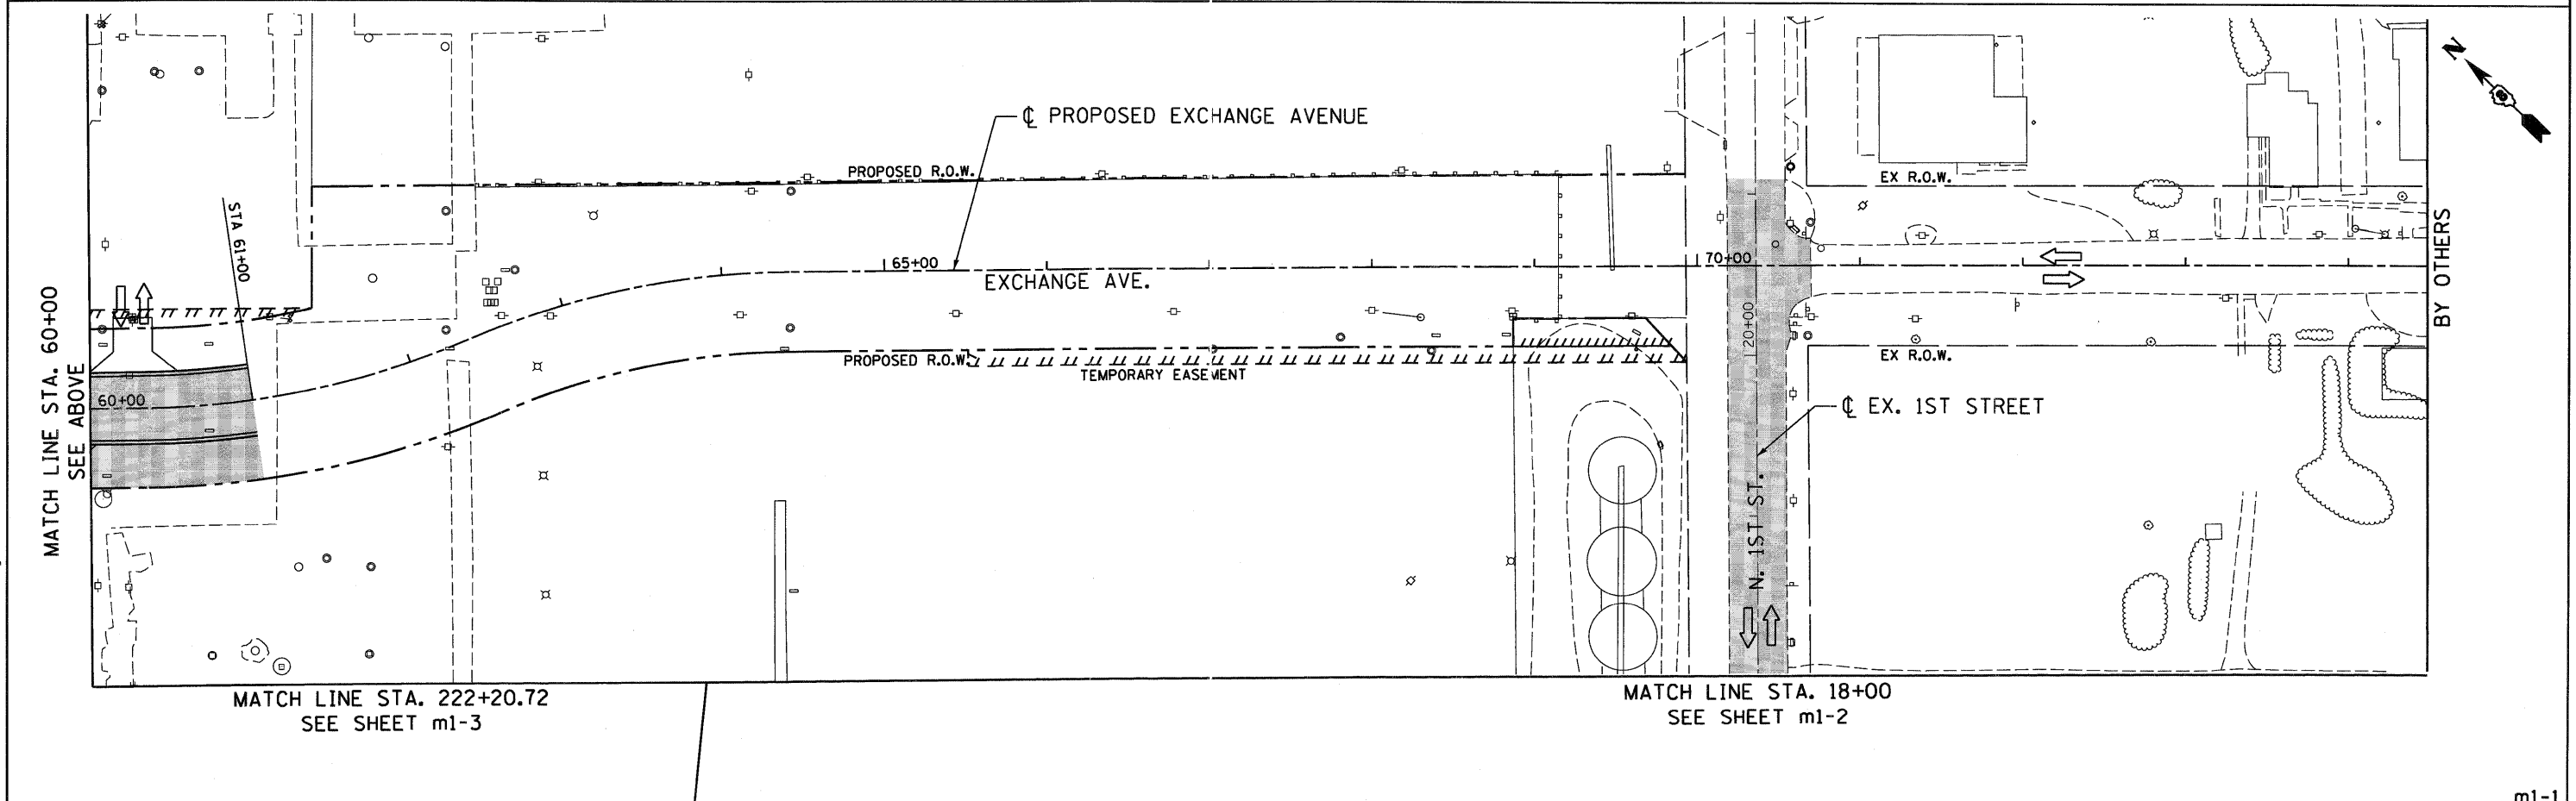 N
℄ PROPOSED EXCHANGE AVENUE
PROPOSED R.O.W.
EX R.O.W.
STA 61+00
65+00
70+00
EXCHANGE AVE.
MATCH LINE STA. 60+00
SEE ABOVE
BY OTHERS
120+00
PROPOSED R.O.W.
TEMPORARY EASEMENT
EX R.O.W.
60+00
℄ EX. 1ST STREET
N. 1ST ST.
MATCH LINE STA. 222+20.72
SEE SHEET m1-3
MATCH LINE STA. 18+00
SEE SHEET m1-2
m1-1